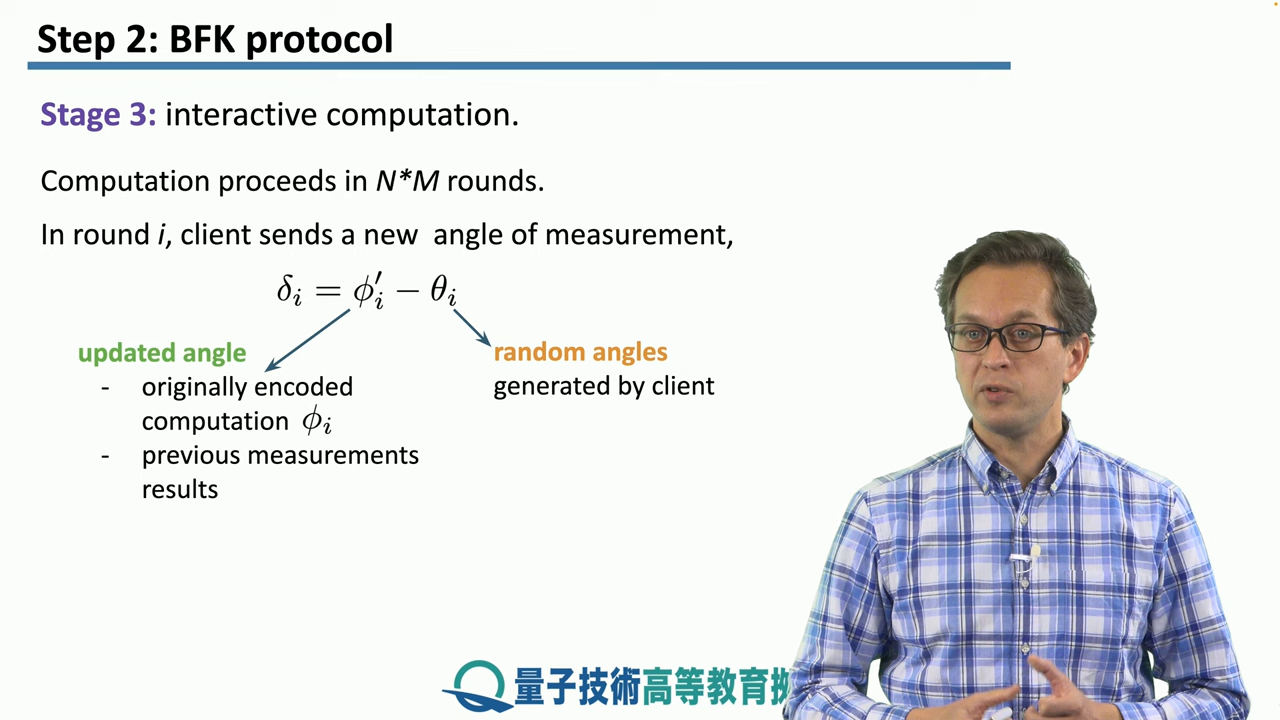 Step 2: BFK protocol
Stage 3: interactive computation.
Computation proceeds in N*M rounds.
In round i, client sends a new angle of measurement,
δᵢ = ϕ′ᵢ − θᵢ
updated angle
- originally encoded
computation ϕᵢ
- previous measurements
results
random angles
generated by client
量子技術高等教育拠